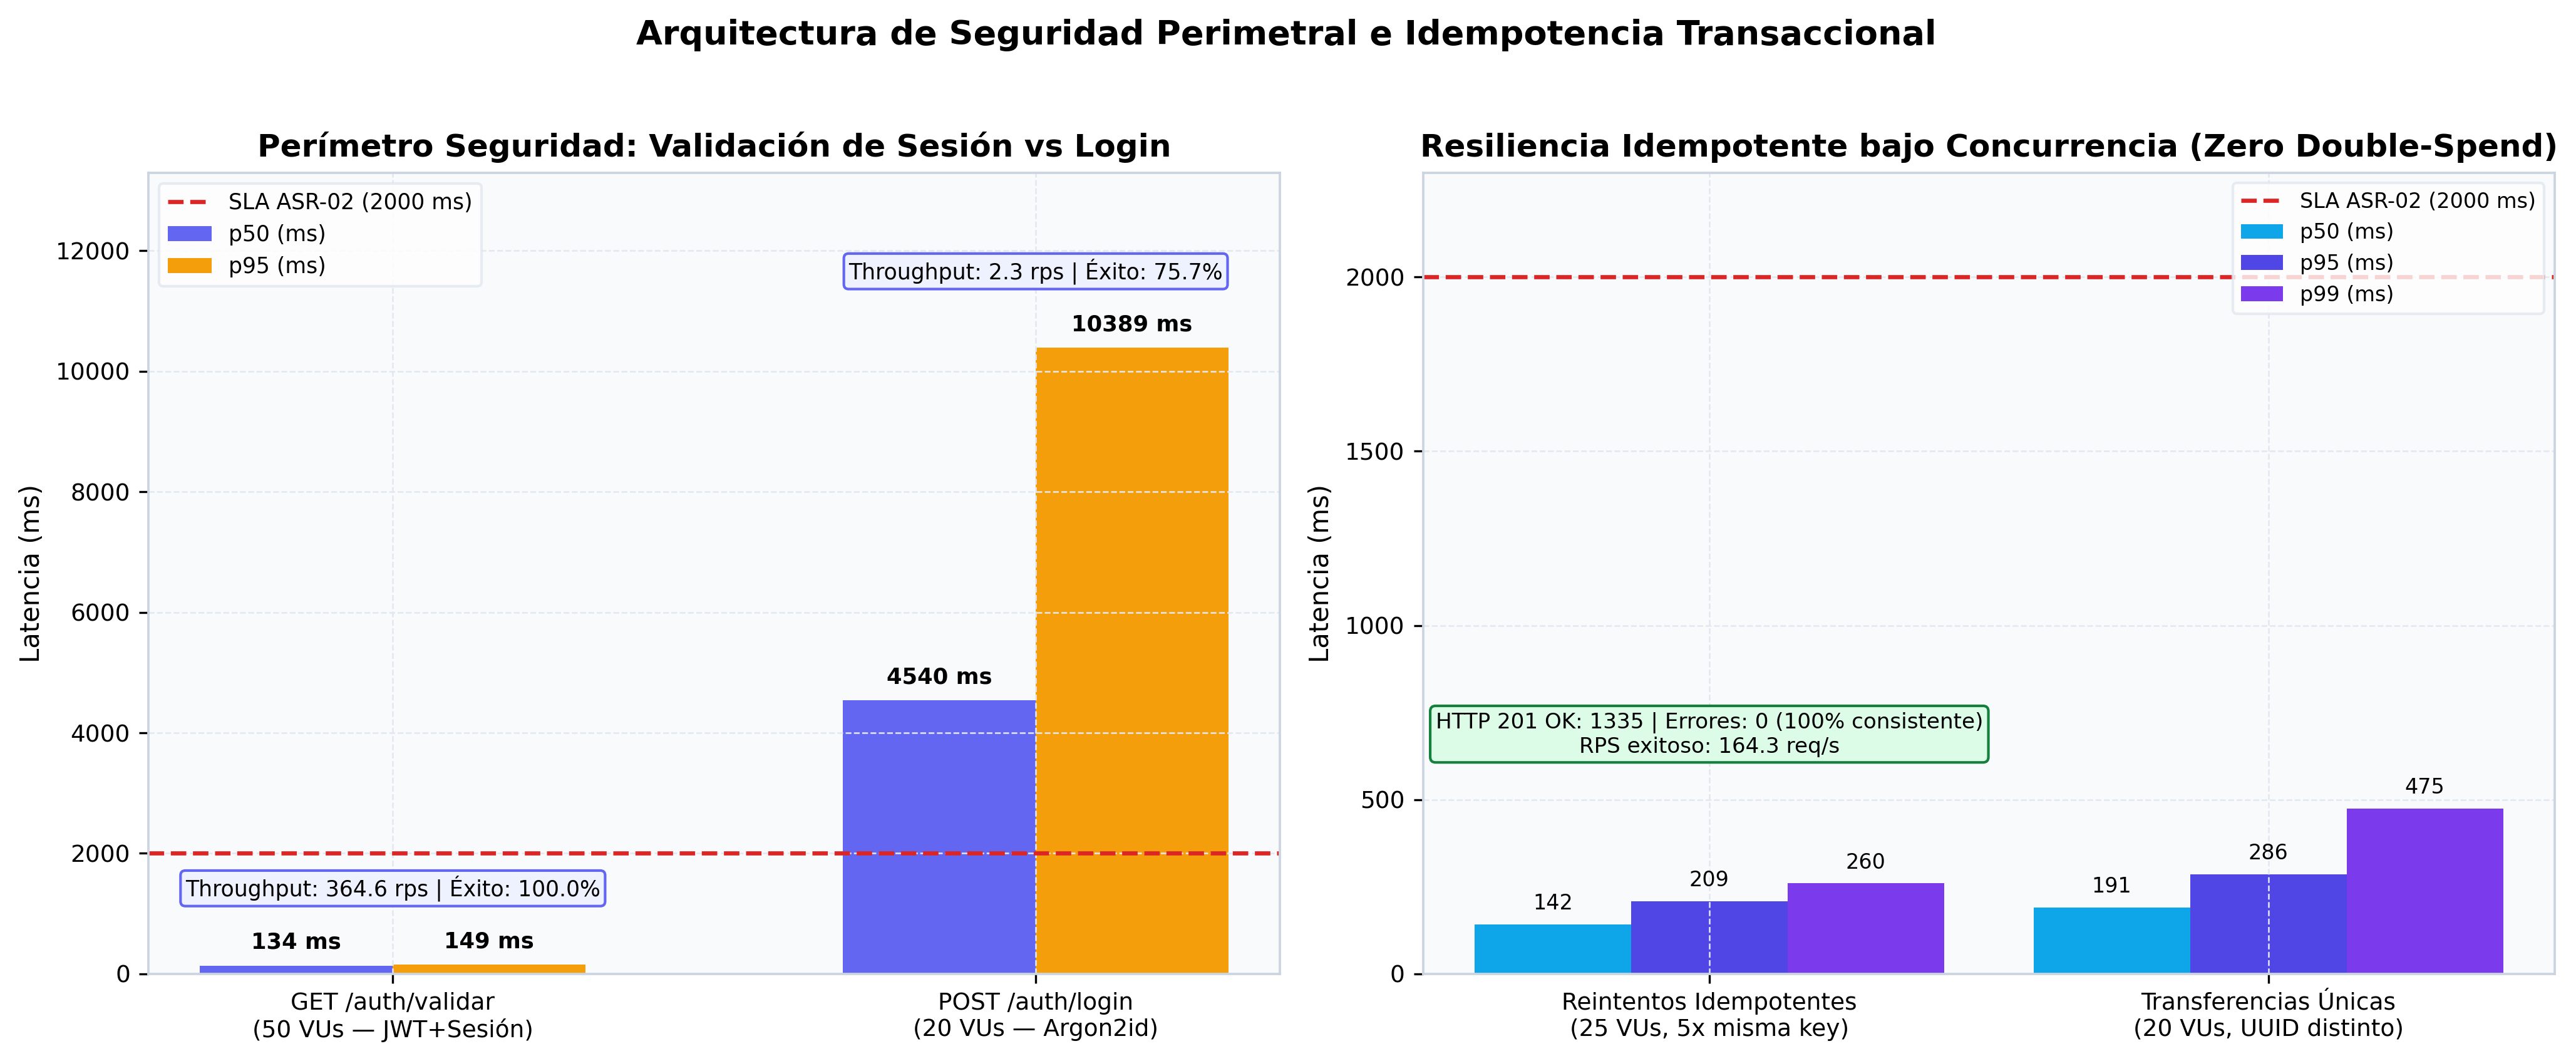 Arquitectura de Seguridad Perimetral e Idempotencia Transaccional
Perímetro Seguridad: Validación de Sesión vs Login
SLA ASR-02 (2000 ms)
p50 (ms)
p95 (ms)
Latencia (ms)
12000
10000
8000
6000
4000
2000
0
Throughput: 2.3 rps | Éxito: 75.7%
10389 ms
4540 ms
Throughput: 364.6 rps | Éxito: 100.0%
134 ms
149 ms
GET /auth/validar
(50 VUs — JWT+Sesión)
POST /auth/login
(20 VUs — Argon2id)
Resiliencia Idempotente bajo Concurrencia (Zero Double-Spend)
SLA ASR-02 (2000 ms)
p50 (ms)
p95 (ms)
p99 (ms)
Latencia (ms)
2000
1500
1000
500
0
HTTP 201 OK: 1335 | Errores: 0 (100% consistente)
RPS exitoso: 164.3 req/s
142
209
260
191
286
475
Reintentos Idempotentes
(25 VUs, 5x misma key)
Transferencias Únicas
(20 VUs, UUID distinto)